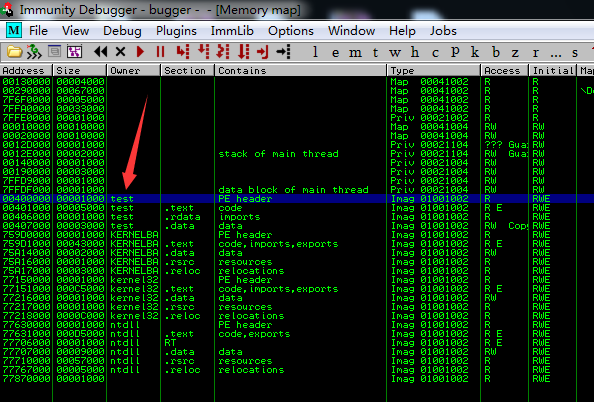 Immunity Debugger - bugger - - [Memory map]
M File View Debug Plugins ImmLib Options Window Help Jobs
l e m t w h c p k b z r ... s
Address Size Owner Section Contains Type Access Initial Map
00130000 00004000 Map 00041002 R R
00290000 00067000 Map 00041002 R R
7F6F0000 00005000 Map 00041002 R R
7FFA0000 00033000 Map 00041002 R R
7FFE0000 00001000 Priv 00021002 R R
00010000 00010000 Map 00041004 RW RW
00020000 00010000 Map 00041004 RW RW
0012D000 00001000 Priv 00021104 ??? Gua RW
0012E000 00002000 stack of main thread Priv 00021104 RW Gua RW
00140000 00001000 Priv 00021004 RW RW
00190000 00003000 Priv 00021004 RW RW
7FFD9000 00001000 Priv 00021004 RW RW
7FFDF000 00001000 data block of main thread Priv 00021004 RW RW
00400000 00001000 test PE header Imag 01001002 R RWE
00401000 00005000 test .text code Imag 01001002 R E RWE
00406000 00001000 test .rdata imports Imag 01001002 R RWE
00407000 00003000 test .data data Imag 01001002 RW Copy RWE
759D0000 00001000 KERNELBA PE header Imag 01001002 R RWE
759D1000 00043000 KERNELBA .text code,imports,exports Imag 01001002 R E RWE
75A14000 00002000 KERNELBA .data data Imag 01001002 RW RWE
75A16000 00001000 KERNELBA .rsrc resources Imag 01001002 R RWE
75A17000 00003000 KERNELBA .reloc relocations Imag 01001002 R RWE
77150000 00001000 kernel32 PE header Imag 01001002 R RWE
77151000 000C5000 kernel32 .text code,imports,exports Imag 01001002 R E RWE
77216000 00001000 kernel32 .data data Imag 01001002 RW RWE
77217000 00001000 kernel32 .rsrc resources Imag 01001002 R RWE
77218000 0000C000 kernel32 .reloc relocations Imag 01001002 R RWE
77630000 00001000 ntdll PE header Imag 01001002 R RWE
77631000 000D5000 ntdll .text code,exports Imag 01001002 R E RWE
77706000 00001000 ntdll RT Imag 01001002 R E RWE
77707000 00009000 ntdll .data data Imag 01001002 RW RWE
77710000 00057000 ntdll .rsrc resources Imag 01001002 R RWE
77767000 00005000 ntdll .reloc relocations Imag 01001002 R RWE
77870000 00001000 Imag 01001002 R RWE